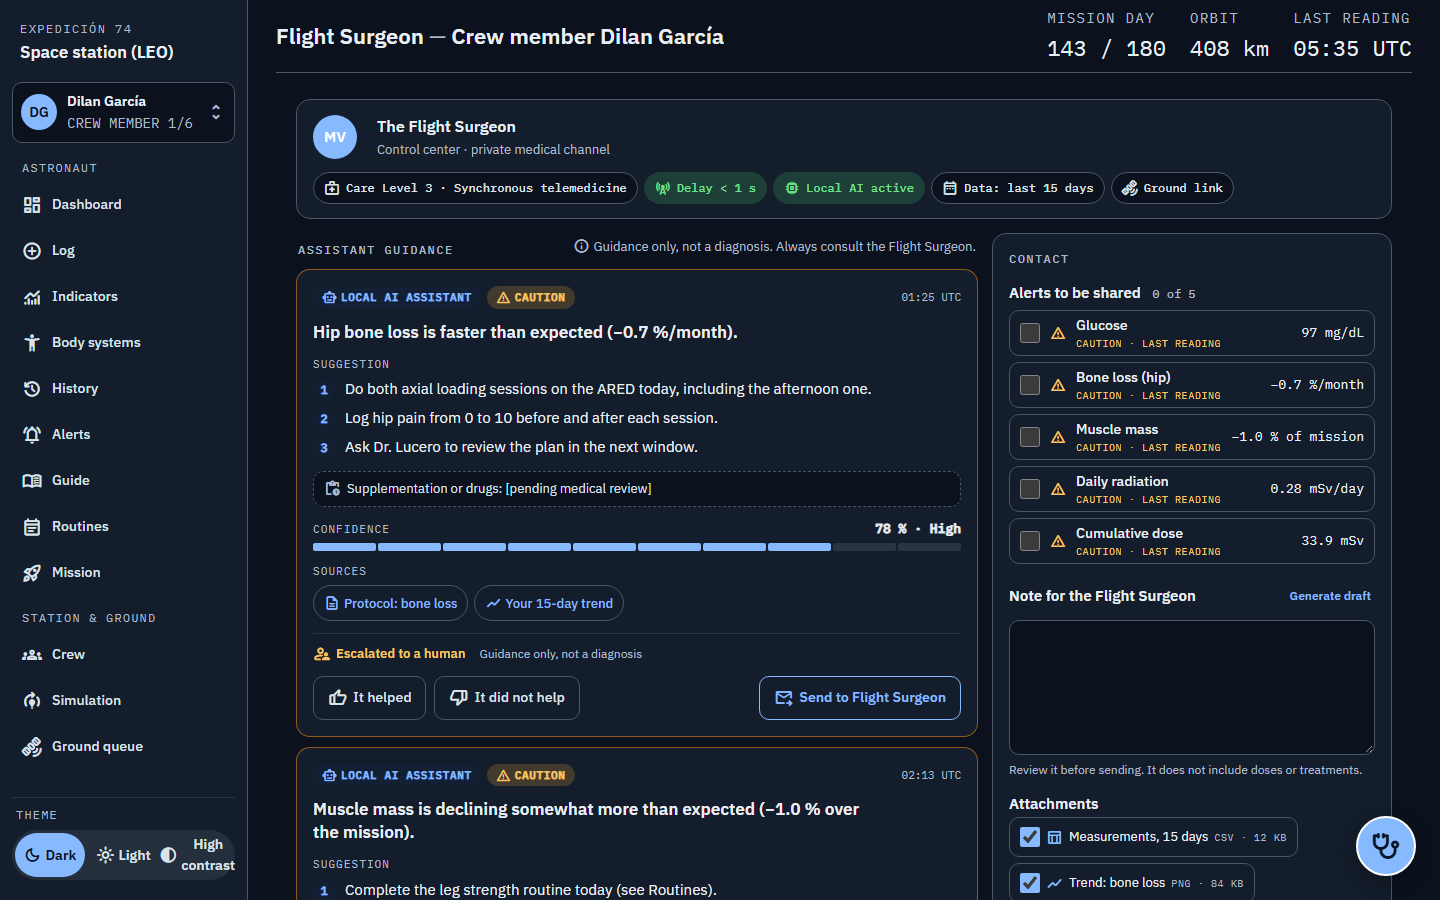 EXPEDICIÓN 74
Space station (LEO)
DG
Dilan García
CREW MEMBER 1/6
ASTRONAUT
Dashboard
Log
Indicators
Body systems
History
Alerts
Guide
Routines
Mission
STATION & GROUND
Crew
Simulation
Ground queue
THEME
Dark
Light
High contrast
Flight Surgeon — Crew member Dilan García
MISSION DAY
143 / 180
ORBIT
408 km
LAST READING
05:35 UTC
MV
The Flight Surgeon
Control center · private medical channel
Care Level 3 · Synchronous telemedicine
Delay < 1 s
Local AI active
Data: last 15 days
Ground link
ASSISTANT GUIDANCE
Guidance only, not a diagnosis. Always consult the Flight Surgeon.
LOCAL AI ASSISTANT
CAUTION
01:25 UTC
Hip bone loss is faster than expected (−0.7 %/month).
SUGGESTION
1 Do both axial loading sessions on the ARED today, including the afternoon one.
2 Log hip pain from 0 to 10 before and after each session.
3 Ask Dr. Lucero to review the plan in the next window.
Supplementation or drugs: [pending medical review]
CONFIDENCE
78 % · High
SOURCES
Protocol: bone loss
Your 15-day trend
Escalated to a human
Guidance only, not a diagnosis
It helped
It did not help
Send to Flight Surgeon
LOCAL AI ASSISTANT
CAUTION
02:13 UTC
Muscle mass is declining somewhat more than expected (−1.0 % over
the mission).
SUGGESTION
1 Complete the leg strength routine today (see Routines).
CONTACT
Alerts to be shared 0 of 5
Glucose
CAUTION · LAST READING
97 mg/dL
Bone loss (hip)
CAUTION · LAST READING
−0.7 %/month
Muscle mass
CAUTION · LAST READING
−1.0 % of mission
Daily radiation
CAUTION · LAST READING
0.28 mSv/day
Cumulative dose
CAUTION · LAST READING
33.9 mSv
Note for the Flight Surgeon
Generate draft
Review it before sending. It does not include doses or treatments.
Attachments
Measurements, 15 days CSV · 12 KB
Trend: bone loss PNG · 84 KB